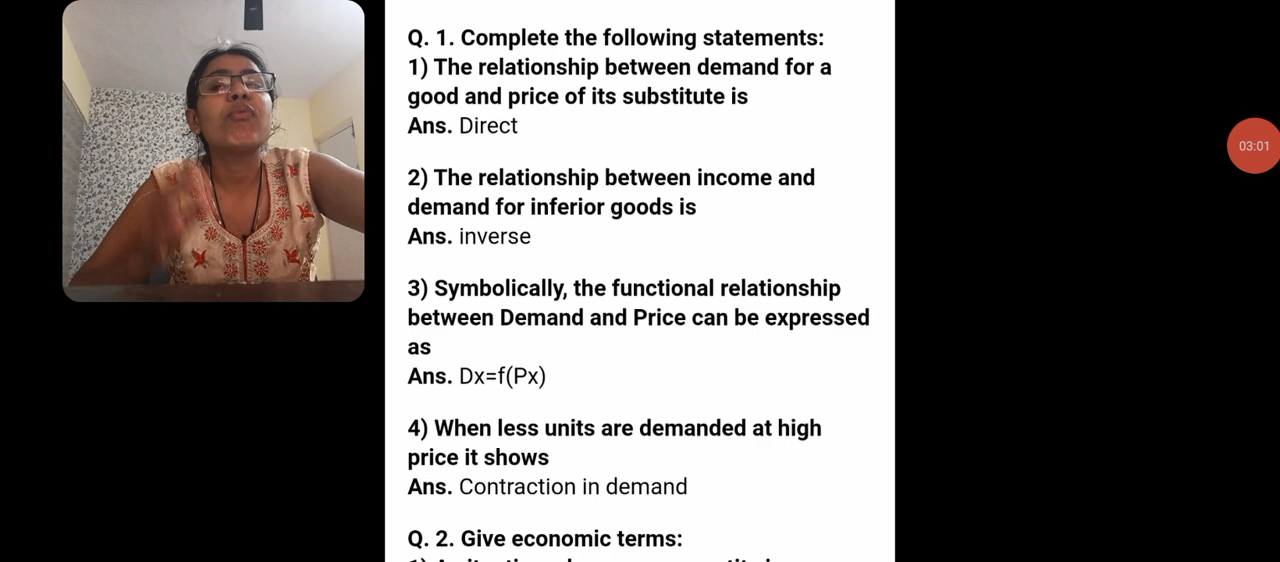 Q. 1. Complete the following statements:
1) The relationship between demand for a
good and price of its substitute is
Ans. Direct
2) The relationship between income and
demand for inferior goods is
Ans. inverse
3) Symbolically, the functional relationship
between Demand and Price can be expressed
as
Ans. Dx=f(Px)
4) When less units are demanded at high
price it shows
Ans. Contraction in demand
Q. 2. Give economic terms:
03:01